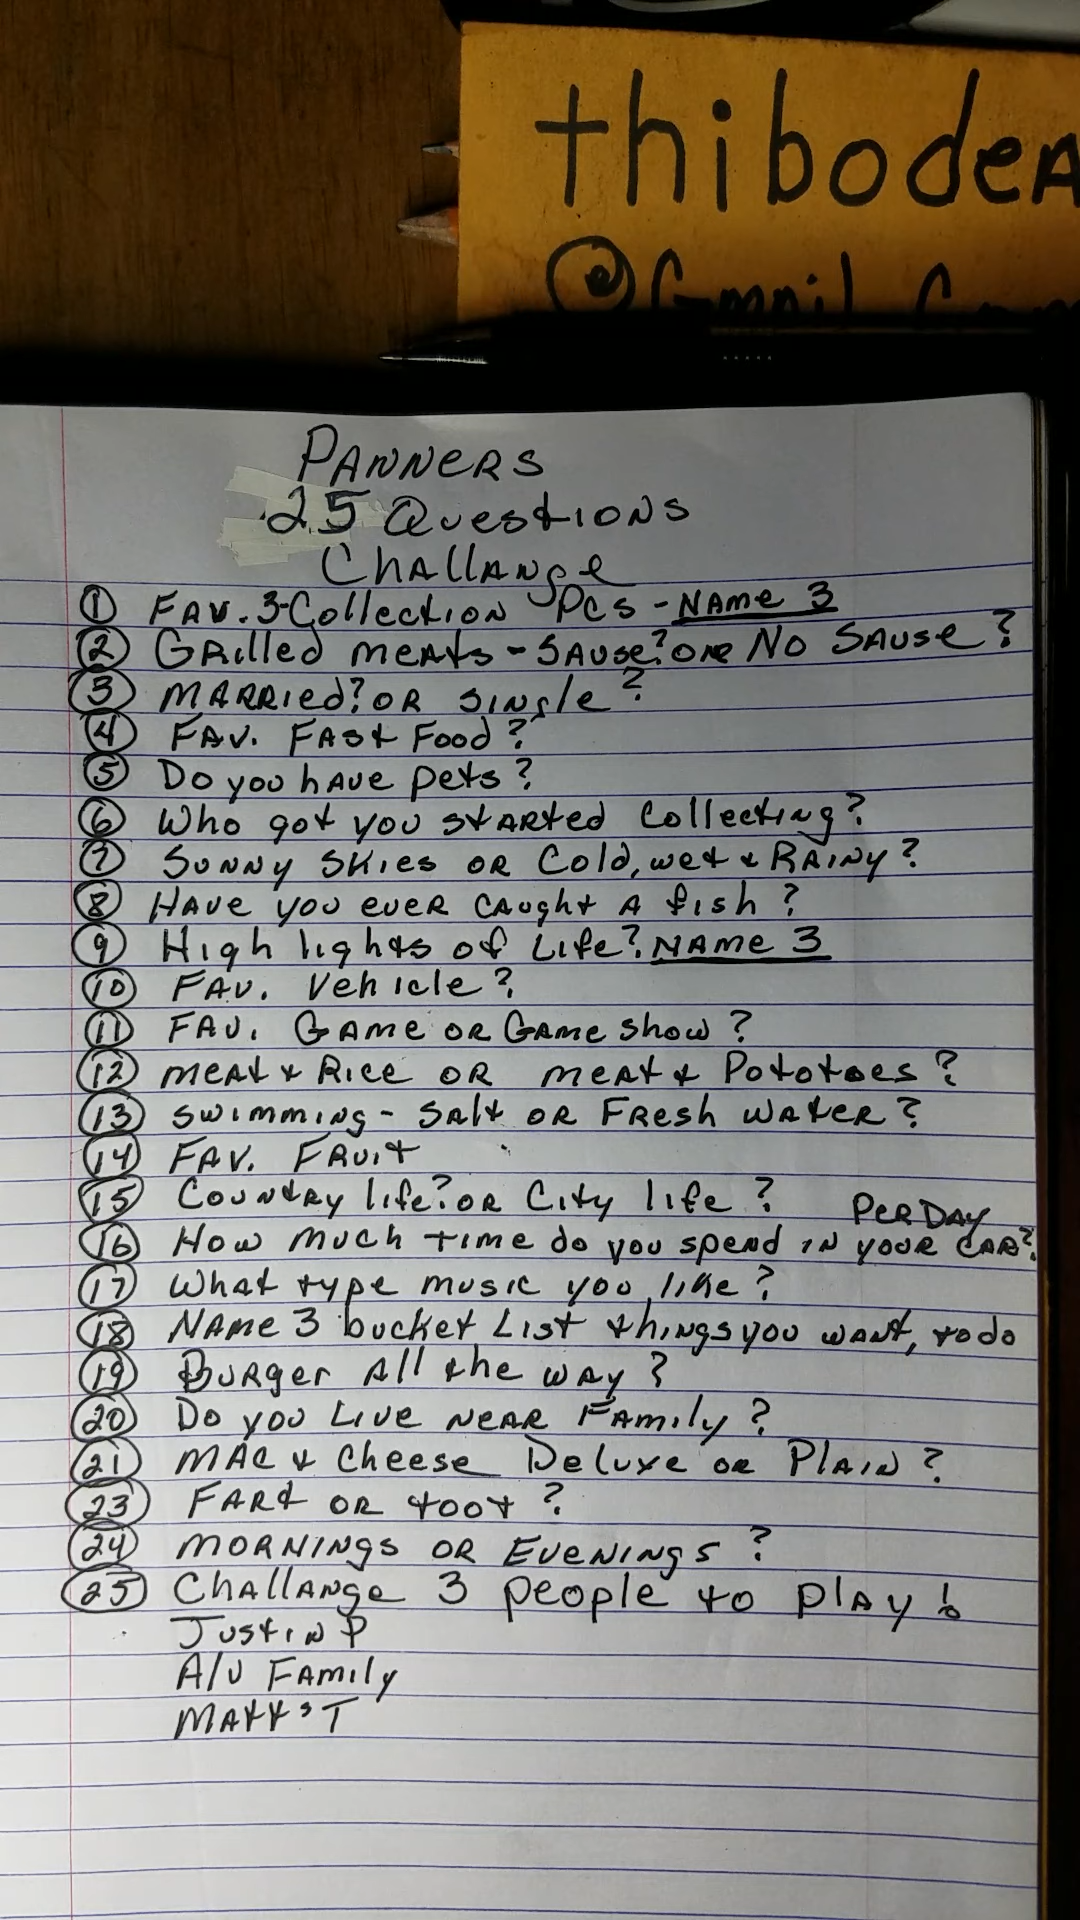 thibodeA
@Gmail.Com
PANNERS
25 Questions
Challange
① FAV. 3-Collection Pcs - NAME 3
② GRilled meats - SAUSe? OR No SAUSe?
③ MARRied? OR SiNgle?
④ FAV. FAst Food?
⑤ Do you hAve pets?
⑥ Who got you stARted Collecting?
⑦ SUNNY SKies OR Cold, wet & RAiNy?
⑧ HAve you eveR CAught A fish?
⑨ High lights of Life? NAME 3
⑩ FAV. Vehicle?
⑪ FAV. GAme OR GAme show?
⑫ meAt & Rice OR meAt & Pototoes?
⑬ swimming - SAlt OR FResh WAter?
⑭ FAV. FRuit
⑮ CouNtRy life? OR City life?
PeR DAY
⑯ How much time do you speNd iN youR CAR?
⑰ WhAt type music you like?
⑱ NAme 3 bucket List things you wANt, to do
⑲ BuRger All the wAy?
⑳ Do you Live NeAR FAmily?
㉑ MAC & Cheese Deluxe OR PlAiN?
㉓ FARt OR toot?
㉔ MORNiNgs OR EveNiNgs?
㉕ ChAllANge 3 people to plAy!
JustiN P
A/U FAmily
MAtt's T